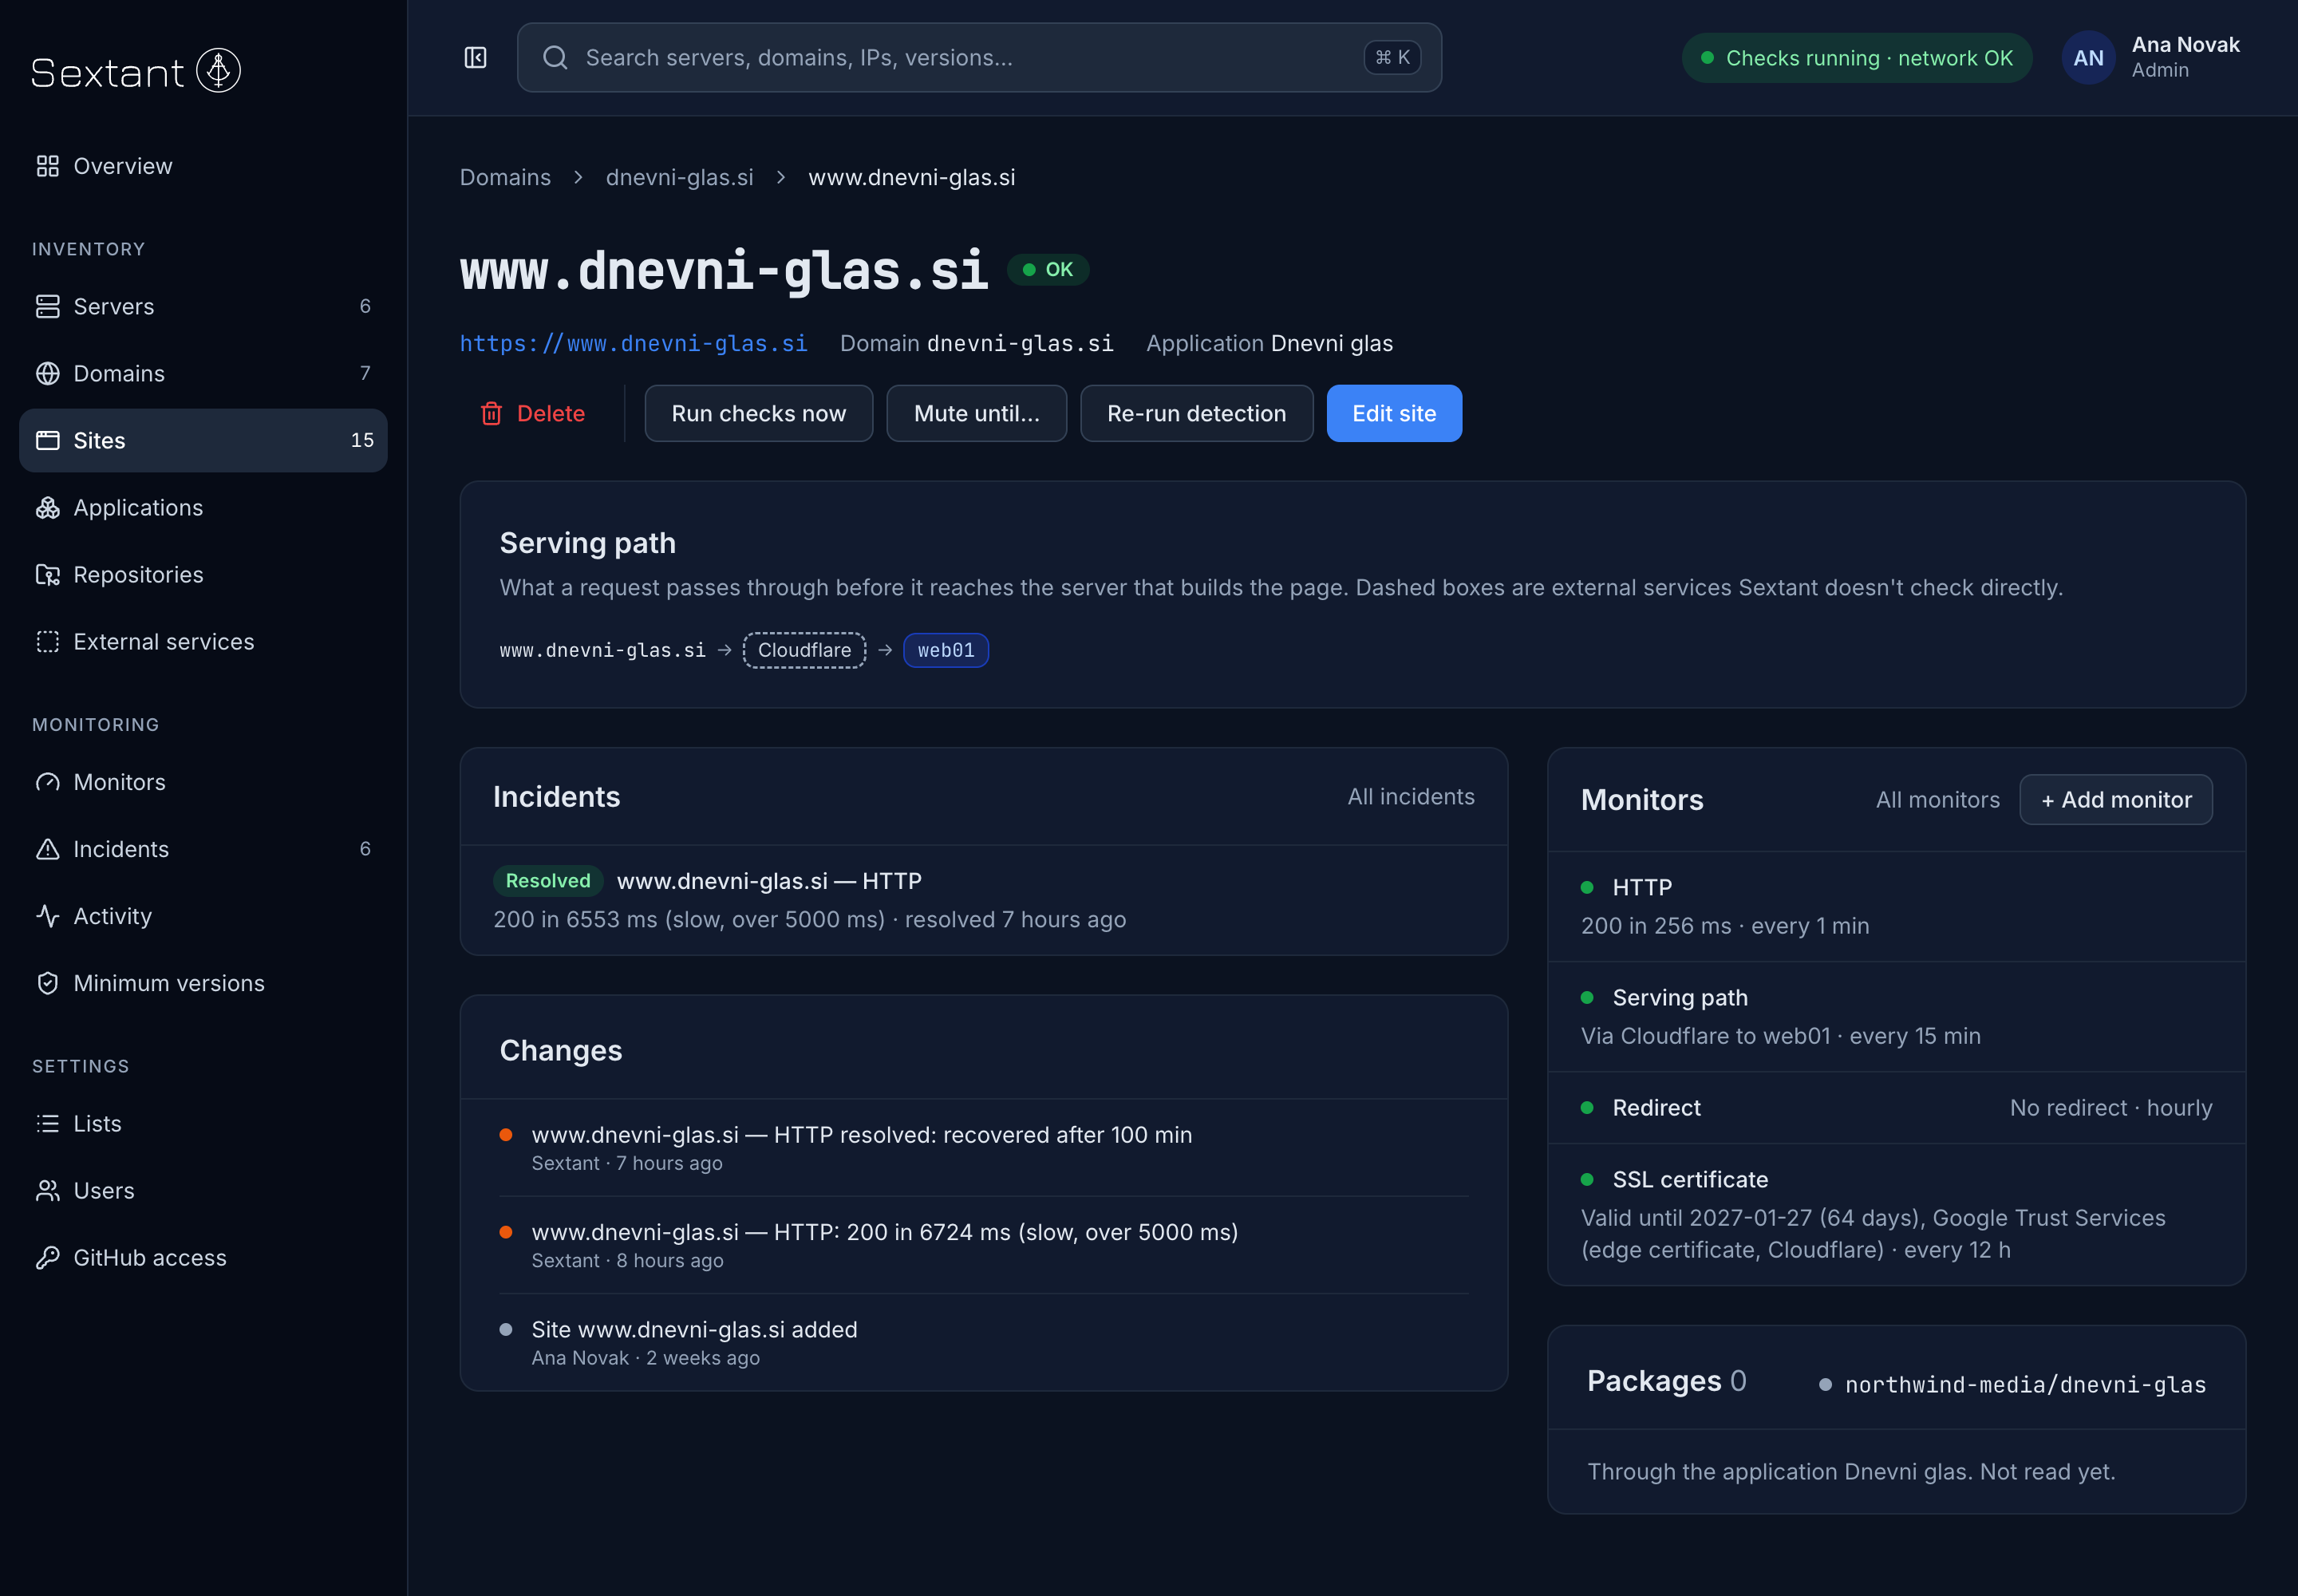 Sextant
Overview
INVENTORY
Servers 6
Domains 7
Sites 15
Applications
Repositories
External services
MONITORING
Monitors
Incidents 6
Activity
Minimum versions
SETTINGS
Lists
Users
GitHub access
Search servers, domains, IPs, versions... ⌘ K
Checks running · network OK
AN
Ana Novak
Admin
Domains > dnevni-glas.si > www.dnevni-glas.si
www.dnevni-glas.si OK
https://www.dnevni-glas.si Domain dnevni-glas.si Application Dnevni glas
Delete Run checks now Mute until... Re-run detection Edit site
Serving path
What a request passes through before it reaches the server that builds the page. Dashed boxes are external services Sextant doesn't check directly.
www.dnevni-glas.si → Cloudflare → web01
Incidents All incidents
Resolved www.dnevni-glas.si — HTTP
200 in 6553 ms (slow, over 5000 ms) · resolved 7 hours ago
Changes
www.dnevni-glas.si — HTTP resolved: recovered after 100 min
Sextant · 7 hours ago
www.dnevni-glas.si — HTTP: 200 in 6724 ms (slow, over 5000 ms)
Sextant · 8 hours ago
Site www.dnevni-glas.si added
Ana Novak · 2 weeks ago
Monitors All monitors + Add monitor
HTTP
200 in 256 ms · every 1 min
Serving path
Via Cloudflare to web01 · every 15 min
Redirect No redirect · hourly
SSL certificate
Valid until 2027-01-27 (64 days), Google Trust Services
(edge certificate, Cloudflare) · every 12 h
Packages 0 northwind-media/dnevni-glas
Through the application Dnevni glas. Not read yet.